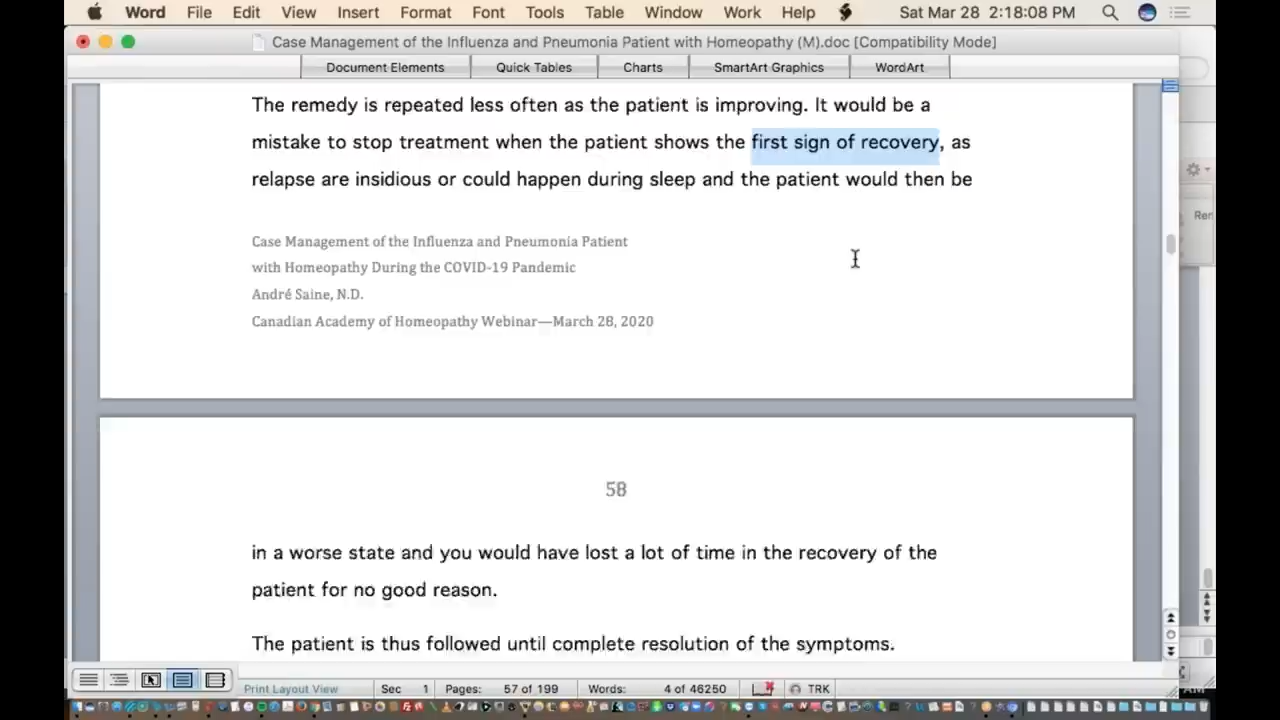 Word File Edit View Insert Format Font Tools Table Window Work Help Sat Mar 28 2:18:08 PM
Case Management of the Influenza and Pneumonia Patient with Homeopathy (M).doc [Compatibility Mode]
Document Elements Quick Tables Charts SmartArt Graphics WordArt
The remedy is repeated less often as the patient is improving. It would be a
mistake to stop treatment when the patient shows the first sign of recovery, as
relapse are insidious or could happen during sleep and the patient would then be
Case Management of the Influenza and Pneumonia Patient
with Homeopathy During the COVID-19 Pandemic
André Saine, N.D.
Canadian Academy of Homeopathy Webinar—March 28, 2020
58
in a worse state and you would have lost a lot of time in the recovery of the
patient for no good reason.
The patient is thus followed until complete resolution of the symptoms.
Print Layout View Sec 1 Pages: 57 of 199 Words: 4 of 46250 TRK